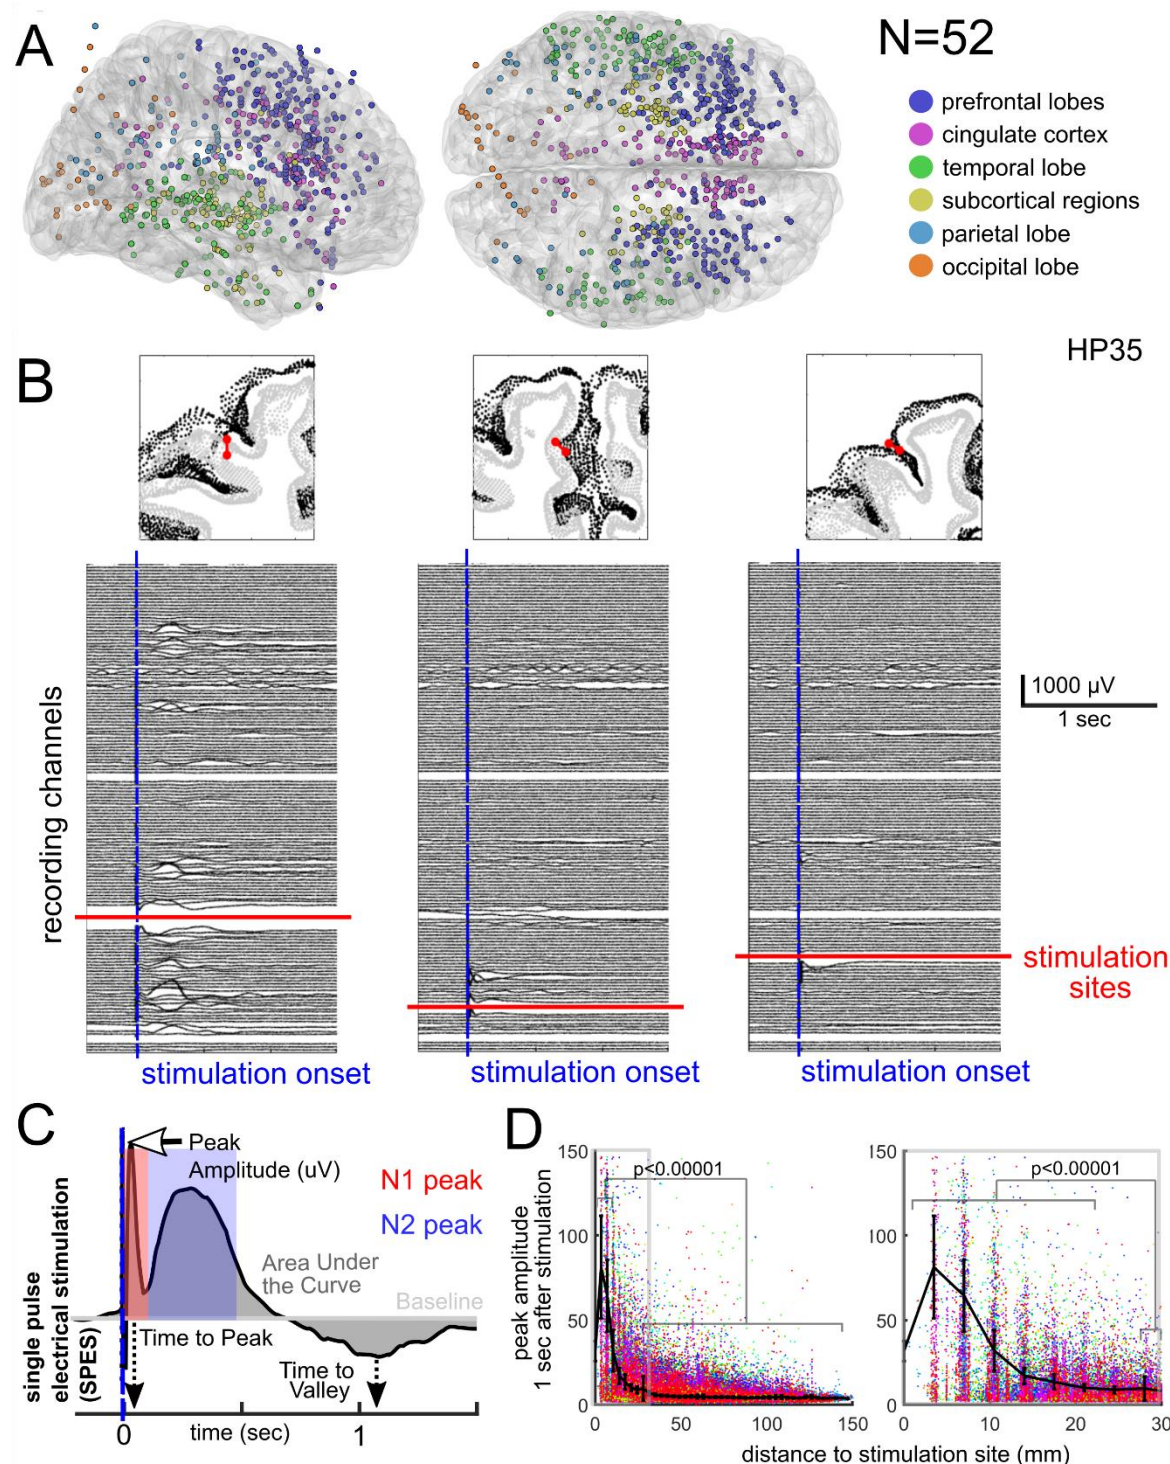 A
N=52
prefrontal lobes
cingulate cortex
temporal lobe
subcortical regions
parietal lobe
occipital lobe
HP35
B
recording channels
1000 µV
1 sec
stimulation
sites
stimulation onset
stimulation onset
stimulation onset
C
Peak
Amplitude (uV)
N1 peak
N2 peak
Area Under
the Curve
Baseline
Time to Peak
Time to
Valley
single pulse
electrical stimulation
(SPES)
0
time (sec)
1
D
peak amplitude
1 sec after stimulation
150
100
50
0
0
50
100
150
p<0.00001
150
100
50
0
0
10
20
30
p<0.00001
distance to stimulation site (mm)